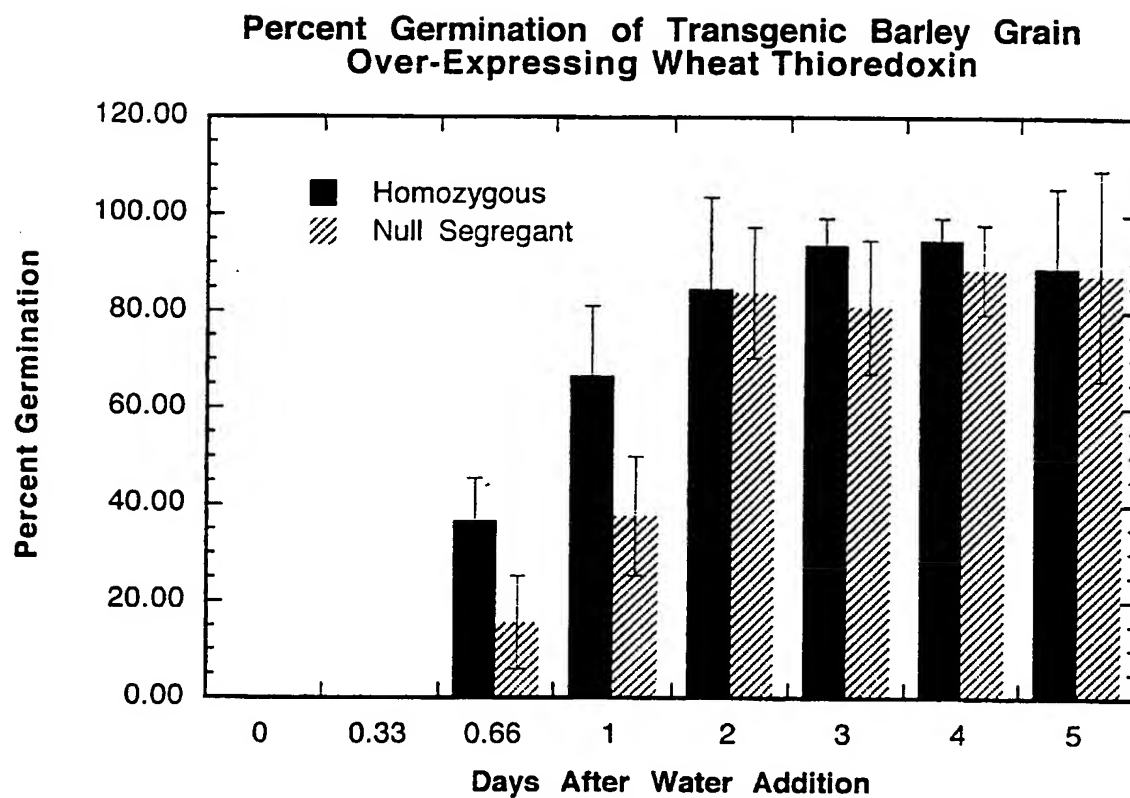 Percent Germination of Transgenic Barley Grain
Over-Expressing Wheat Thioredoxin
120.00
100.00
80.00
60.00
40.00
20.00
0.00
Percent Germination
Homozygous
Null Segregant
0 0.33 0.66 1 2 3 4 5
Days After Water Addition